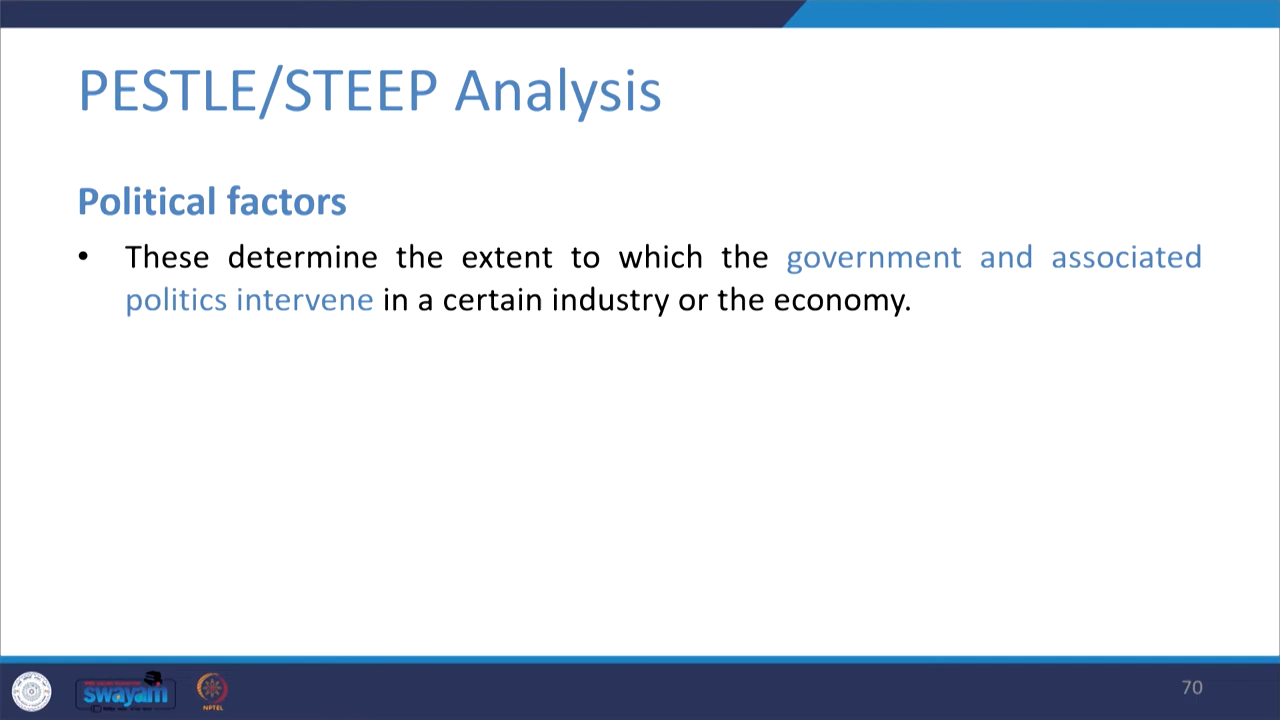 PESTLE/STEEP Analysis
Political factors
• These determine the extent to which the government and associated
politics intervene in a certain industry or the economy.
swayam
NPTEL
70